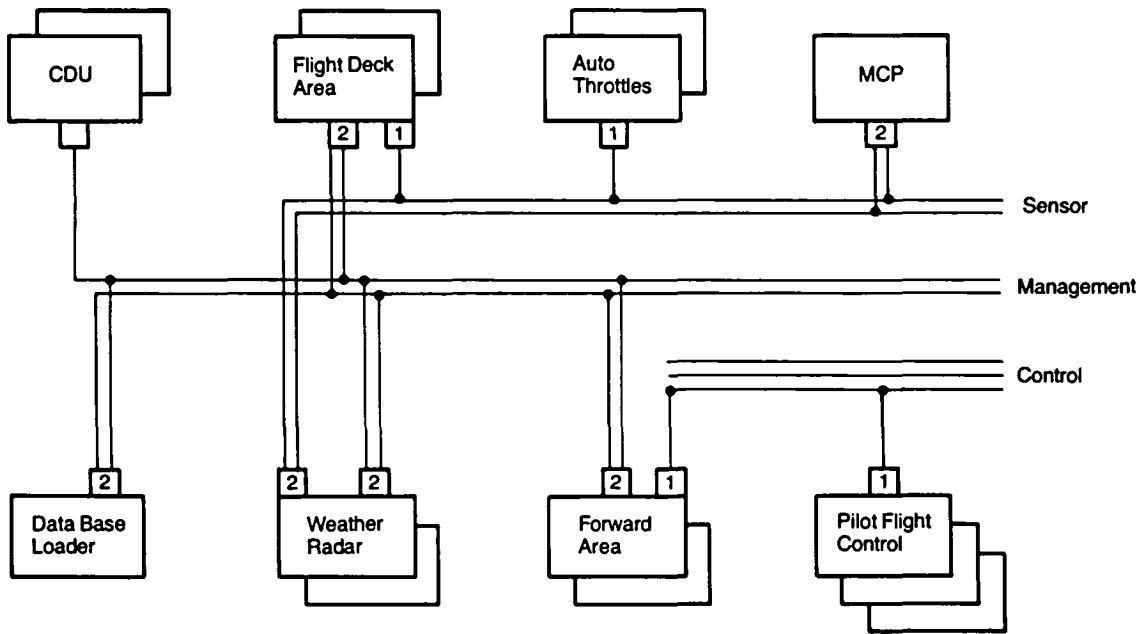 CDU
Flight Deck
Area
Auto
Throttles
MCP
2
1
1
2
Sensor
Management
Control
2
2
2
2
1
1
Data Base
Loader
Weather
Radar
Forward
Area
Pilot Flight
Control